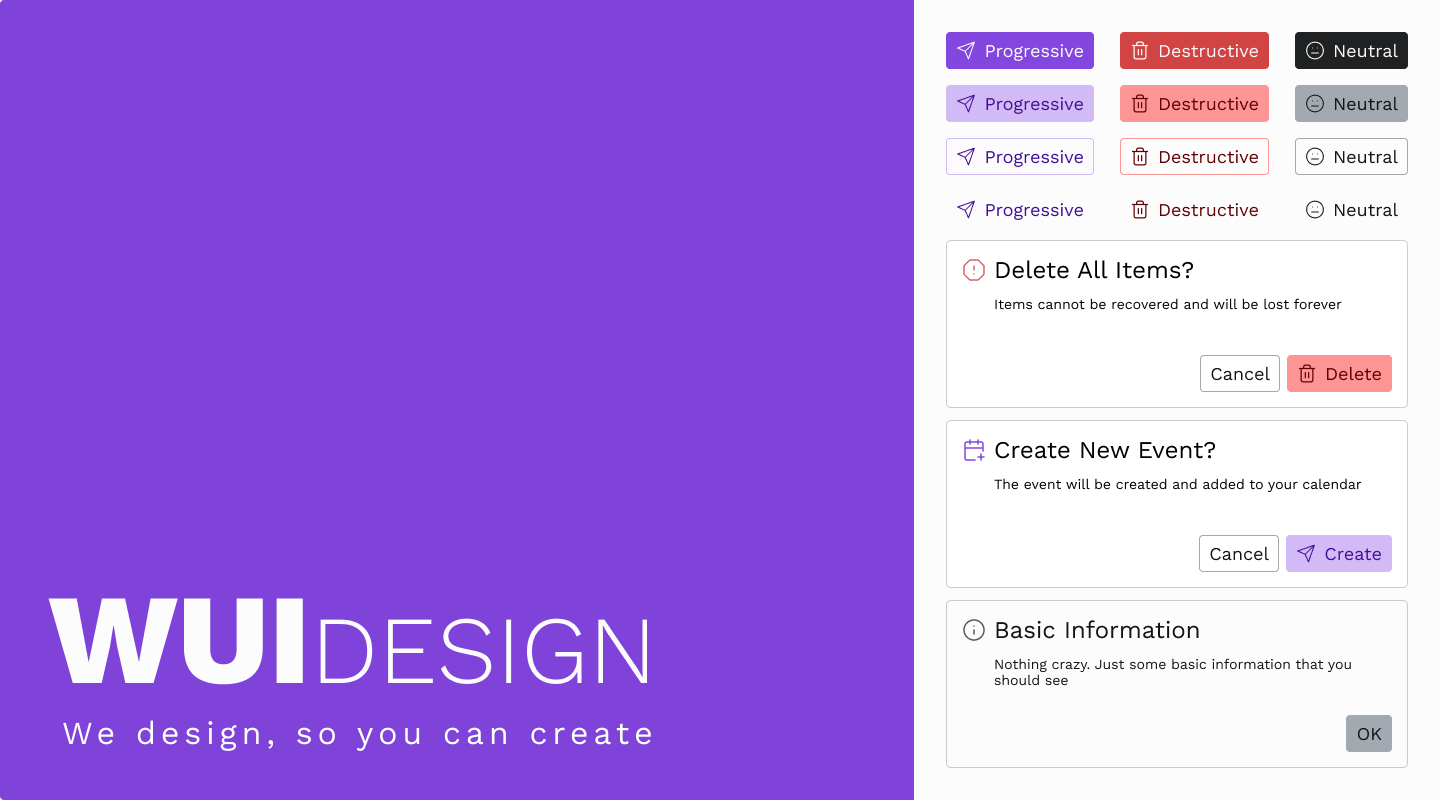 WUIDESIGN
We design, so you can create
Progressive Destructive Neutral
Progressive Destructive Neutral
Progressive Destructive Neutral
Progressive Destructive Neutral
Delete All Items?
Items cannot be recovered and will be lost forever
Cancel Delete
Create New Event?
The event will be created and added to your calendar
Cancel Create
Basic Information
Nothing crazy. Just some basic information that you
should see
OK